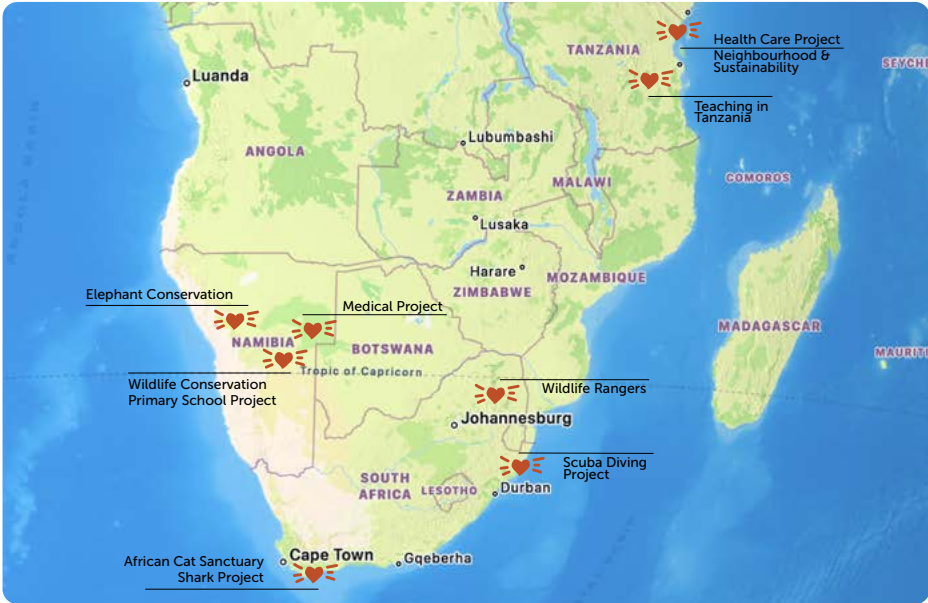 TANZANIA
Health Care Project
Neighbourhood &
Sustainability
SEYCHE
Luanda
Teaching in
Tanzania
Lubumbashi
ANGOLA
COMOROS
MALAWI
ZAMBIA
Lusaka
Harare
MOZAMBIQUE
ZIMBABWE
Elephant Conservation
Medical Project
NAMIBIA
BOTSWANA
MADAGASCAR
MAURITI
Tropic of Capricorn
Wildlife Conservation
Primary School Project
Wildlife Rangers
Johannesburg
Scuba Diving
Project
SOUTH
AFRICA
LESOTHO
Durban
African Cat Sanctuary
Shark Project
Cape Town
Gqeberha